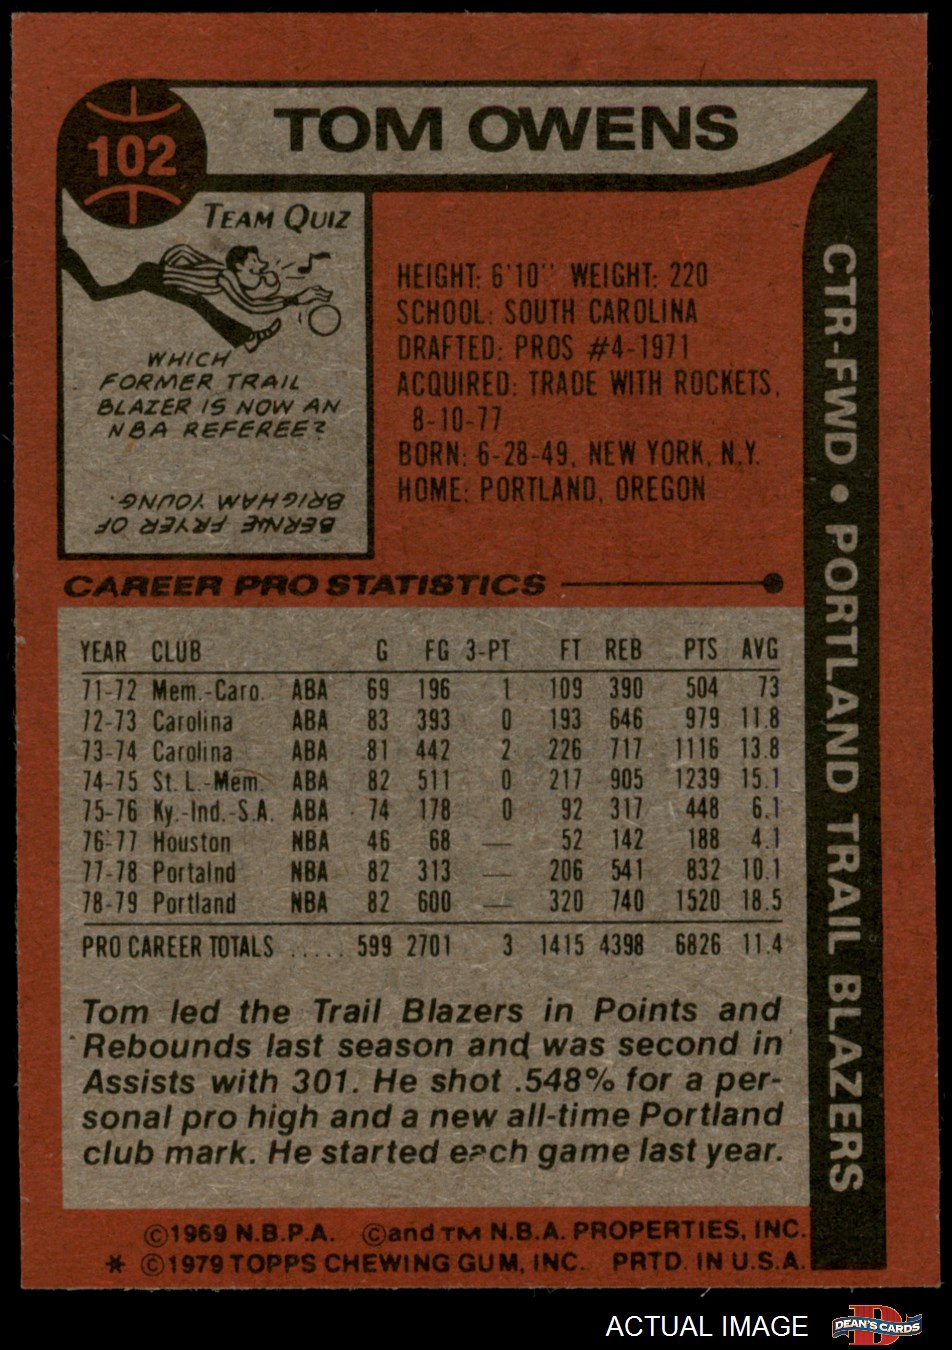 102
TOM OWENS
TEAM QUIZ
WHICH
FORMER TRAIL
BLAZER IS NOW AN
NBA REFEREE?
BERNIE FRYER OF
BRIGHAM YOUNG.
HEIGHT: 6'10" WEIGHT: 220
SCHOOL: SOUTH CAROLINA
DRAFTED: PROS #4-1971
ACQUIRED: TRADE WITH ROCKETS,
8-10-77
BORN: 6-28-49, NEW YORK, N.Y.
HOME: PORTLAND, OREGON
CTR-FWD • PORTLAND TRAIL BLAZERS
CAREER PRO STATISTICS
YEAR CLUB G FG 3-PT FT REB PTS AVG
71-72 Mem.-Caro. ABA 69 196 1 109 390 504 73
72-73 Carolina ABA 83 393 0 193 646 979 11.8
73-74 Carolina ABA 81 442 2 226 717 1116 13.8
74-75 St. L.-Mem. ABA 82 511 0 217 905 1239 15.1
75-76 Ky.-Ind.-S.A. ABA 74 178 0 92 317 448 6.1
76-77 Houston NBA 46 68 — 52 142 188 4.1
77-78 Portalnd NBA 82 313 — 206 541 832 10.1
78-79 Portland NBA 82 600 — 320 740 1520 18.5
PRO CAREER TOTALS ..... 599 2701 3 1415 4398 6826 11.4
Tom led the Trail Blazers in Points and
Rebounds last season and was second in
Assists with 301. He shot .548% for a per-
sonal pro high and a new all-time Portland
club mark. He started each game last year.
©1969 N.B.P.A. ©and TM N.B.A. PROPERTIES, INC.
* ©1979 TOPPS CHEWING GUM, INC. PRTD. IN U.S.A.
ACTUAL IMAGE
D
DEAN'S CARDS